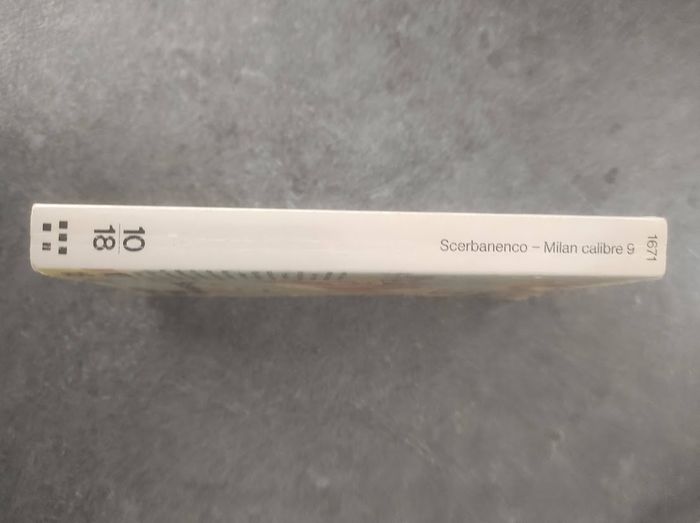 10
18
Scerbanenco – Milan calibre 9
1671